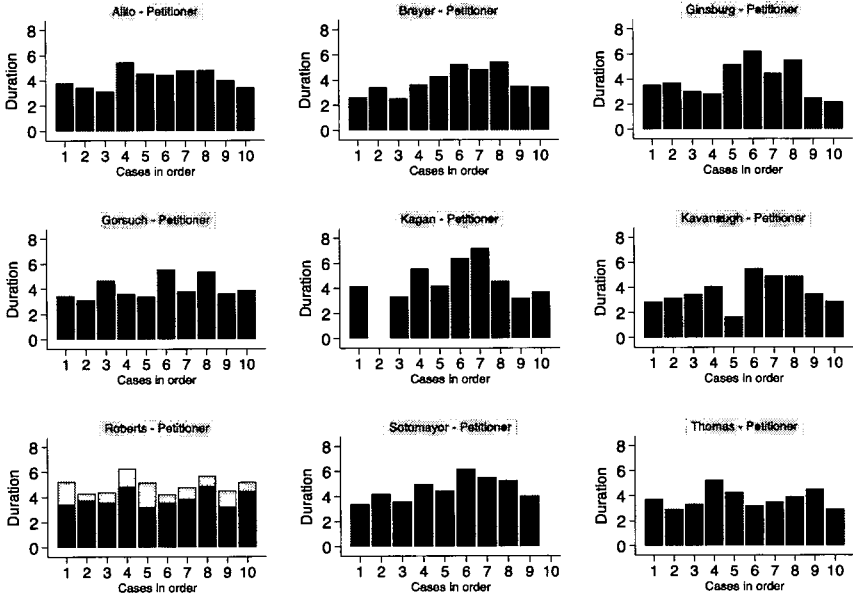 Alito - Petitioner
8
6
4
2
0
Duration
1 2 3 4 5 6 7 8 9 10
Cases in order
Breyer - Petitioner
8
6
4
2
0
Duration
1 2 3 4 5 6 7 8 9 10
Cases in order
Ginsburg - Petitioner
8
6
4
2
0
Duration
1 2 3 4 5 6 7 8 9 10
Cases in order
Gorsuch - Petitioner
8
6
4
2
0
Duration
1 2 3 4 5 6 7 8 9 10
Cases in order
Kagan - Petitioner
8
6
4
2
0
Duration
1 2 3 4 5 6 7 8 9 10
Cases in order
Kavanaugh - Petitioner
8
6
4
2
0
Duration
1 2 3 4 5 6 7 8 9 10
Cases in order
Roberts - Petitioner
8
6
4
2
0
Duration
1 2 3 4 5 6 7 8 9 10
Cases in order
Sotomayor - Petitioner
8
6
4
2
0
Duration
1 2 3 4 5 6 7 8 9 10
Cases in order
Thomas - Petitioner
8
6
4
2
0
Duration
1 2 3 4 5 6 7 8 9 10
Cases in order